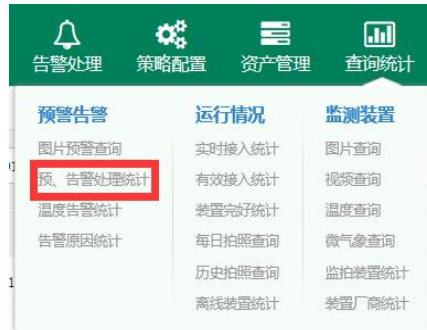 告警处理 策略配置 资产管理 查询统计
预警告警 运行情况 监测装置
图片预警查询 实时接入统计 图片查询
预、告警处理统计 有效接入统计 视频查询
温度告警统计 装置完好统计 温度查询
告警原因统计 每日拍照查询 微气象查询
历史拍照查询 监拍装置统计
离线装置统计 装置厂商统计